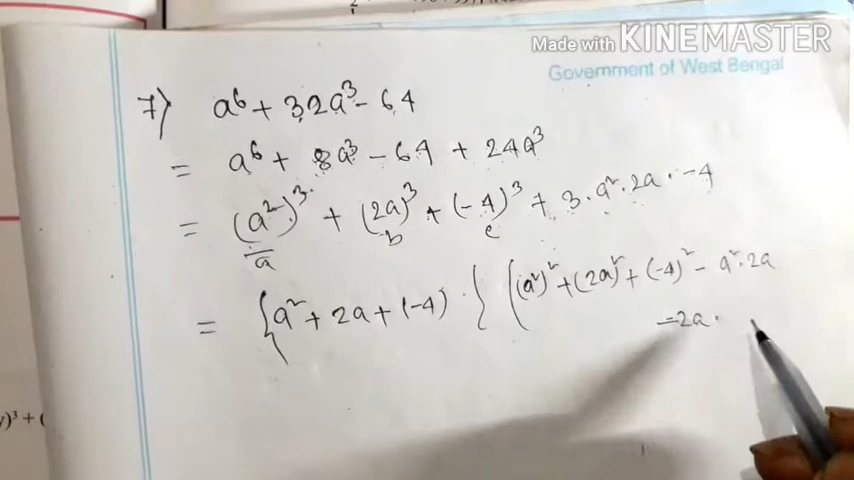 Made with KINEMASTER
Government of West Bengal
7) a⁶ + 32a³ - 64
= a⁶ + 8a³ - 64 + 24a³
= (a²)³ + (2a)³ + (-4)³ + 3·a²·2a·-4
a b c
= {a² + 2a + (-4)·{ {(a²)² + (2a)² + (-4)² - a²·2a
-2a·
y)³ + (